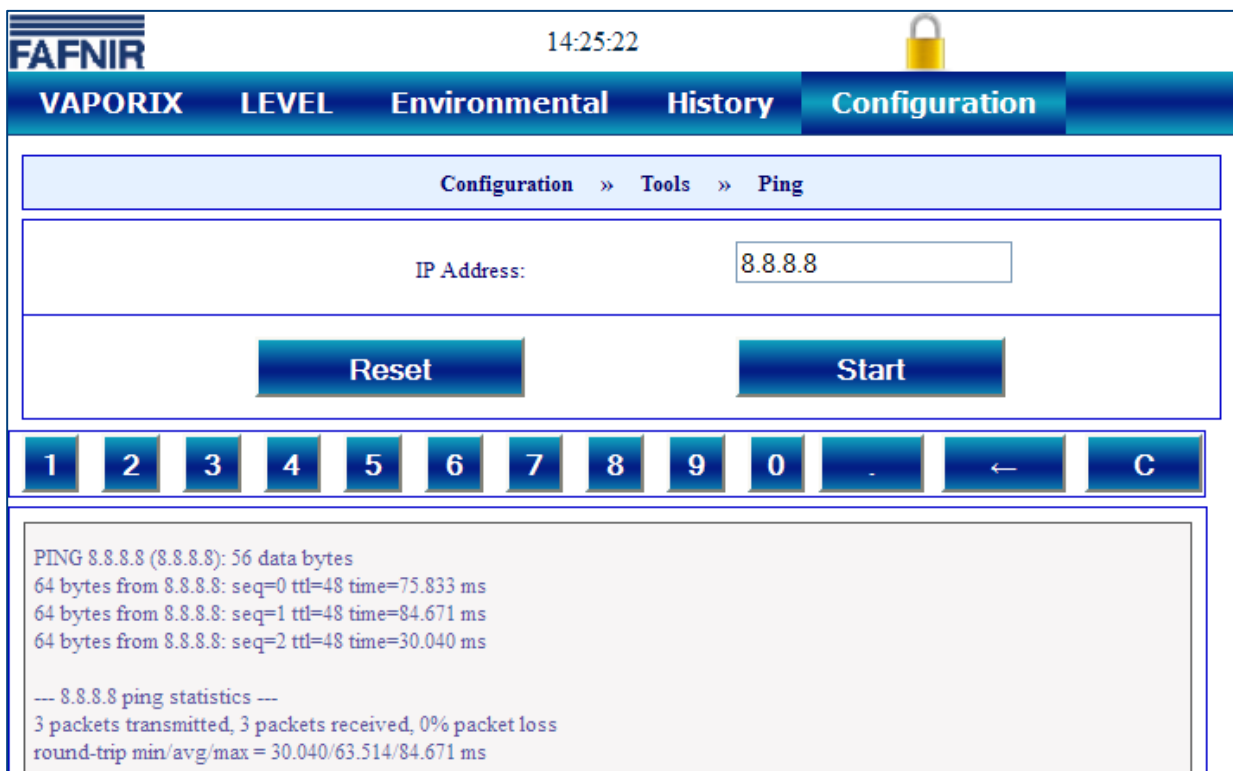 FAFNIR
14:25:22
VAPORIX LEVEL Environmental History Configuration
Configuration » Tools » Ping
IP Address: 8.8.8.8
Reset Start
1 2 3 4 5 6 7 8 9 0 . ← C
PING 8.8.8.8 (8.8.8.8): 56 data bytes
64 bytes from 8.8.8.8: seq=0 ttl=48 time=75.833 ms
64 bytes from 8.8.8.8: seq=1 ttl=48 time=84.671 ms
64 bytes from 8.8.8.8: seq=2 ttl=48 time=30.040 ms
--- 8.8.8.8 ping statistics ---
3 packets transmitted, 3 packets received, 0% packet loss
round-trip min/avg/max = 30.040/63.514/84.671 ms